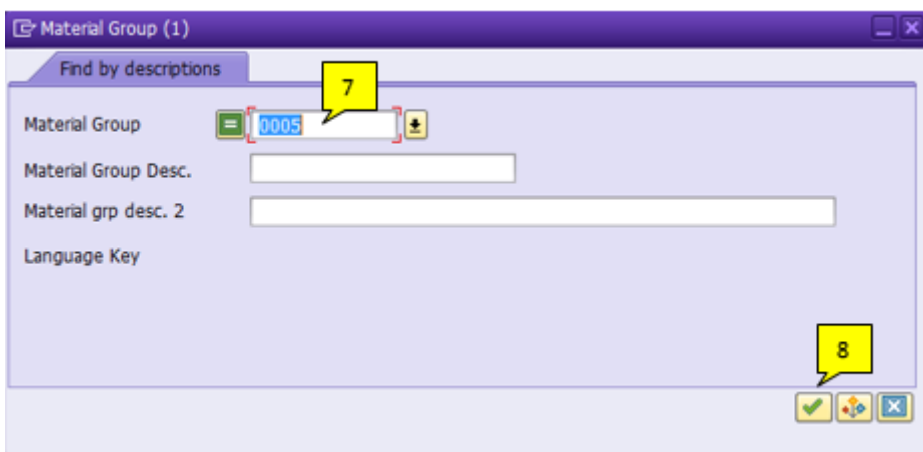 Material Group (1)
Find by descriptions
7
Material Group = 0005
Material Group Desc.
Material grp desc. 2
Language Key
8